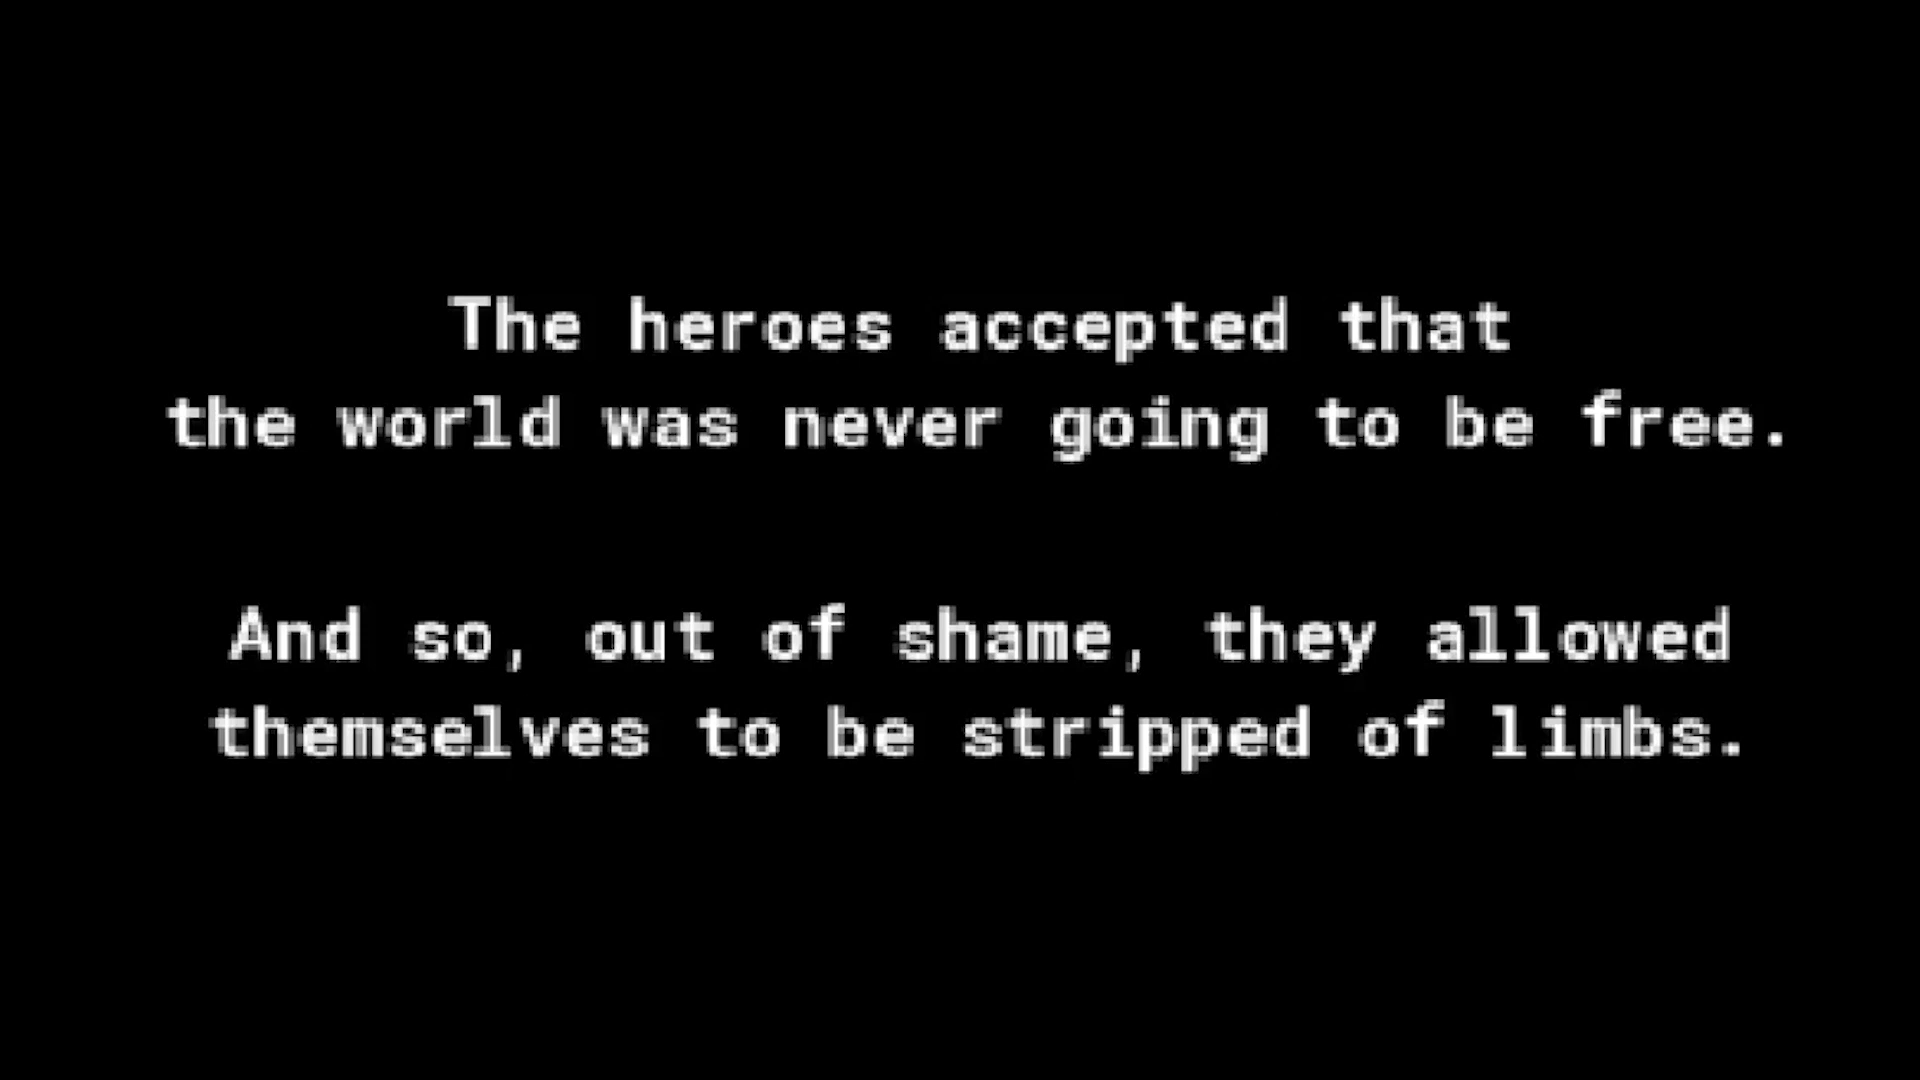 The heroes accepted that
the world was never going to be free.
And so, out of shame, they allowed
themselves to be stripped of limbs.